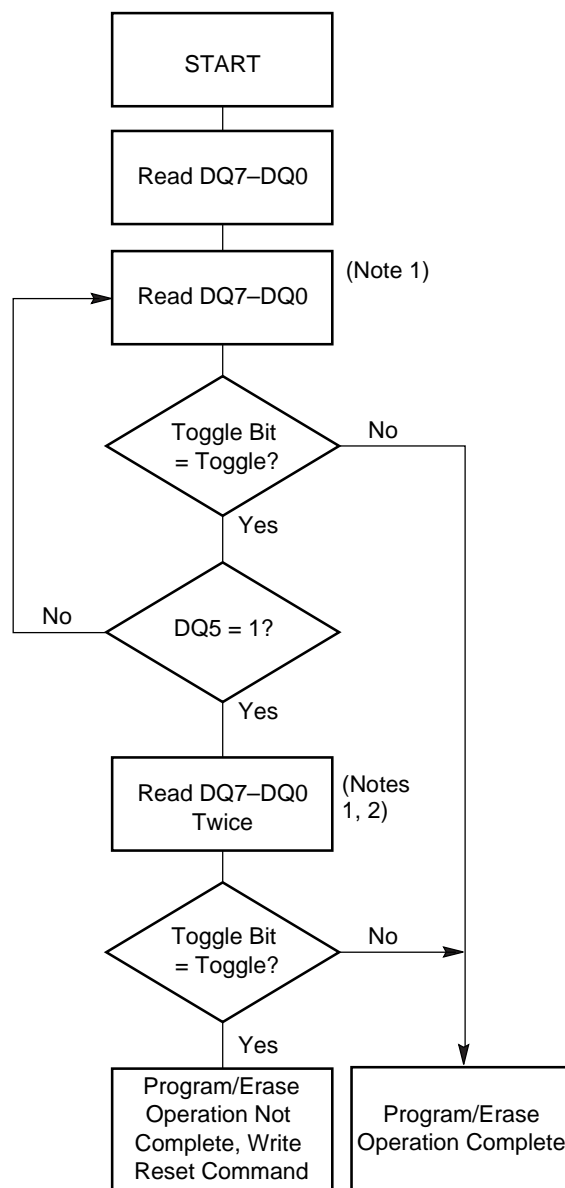 START
Read DQ7–DQ0
Read DQ7–DQ0
(Note 1)
Toggle Bit
= Toggle?
No
Yes
DQ5 = 1?
No
Yes
Read DQ7–DQ0
Twice
(Notes
1, 2)
Toggle Bit
= Toggle?
No
Yes
Program/Erase
Operation Not
Complete, Write
Reset Command
Program/Erase
Operation Complete